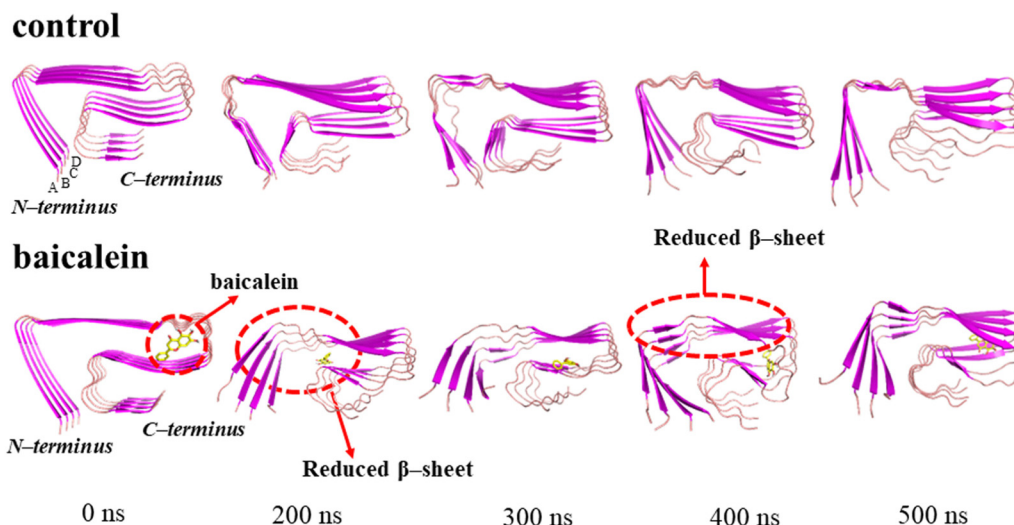 control
A
B
C
D
N–terminus
C–terminus
Reduced β–sheet
baicalein
baicalein
N–terminus
C–terminus
Reduced β–sheet
0 ns
200 ns
300 ns
400 ns
500 ns